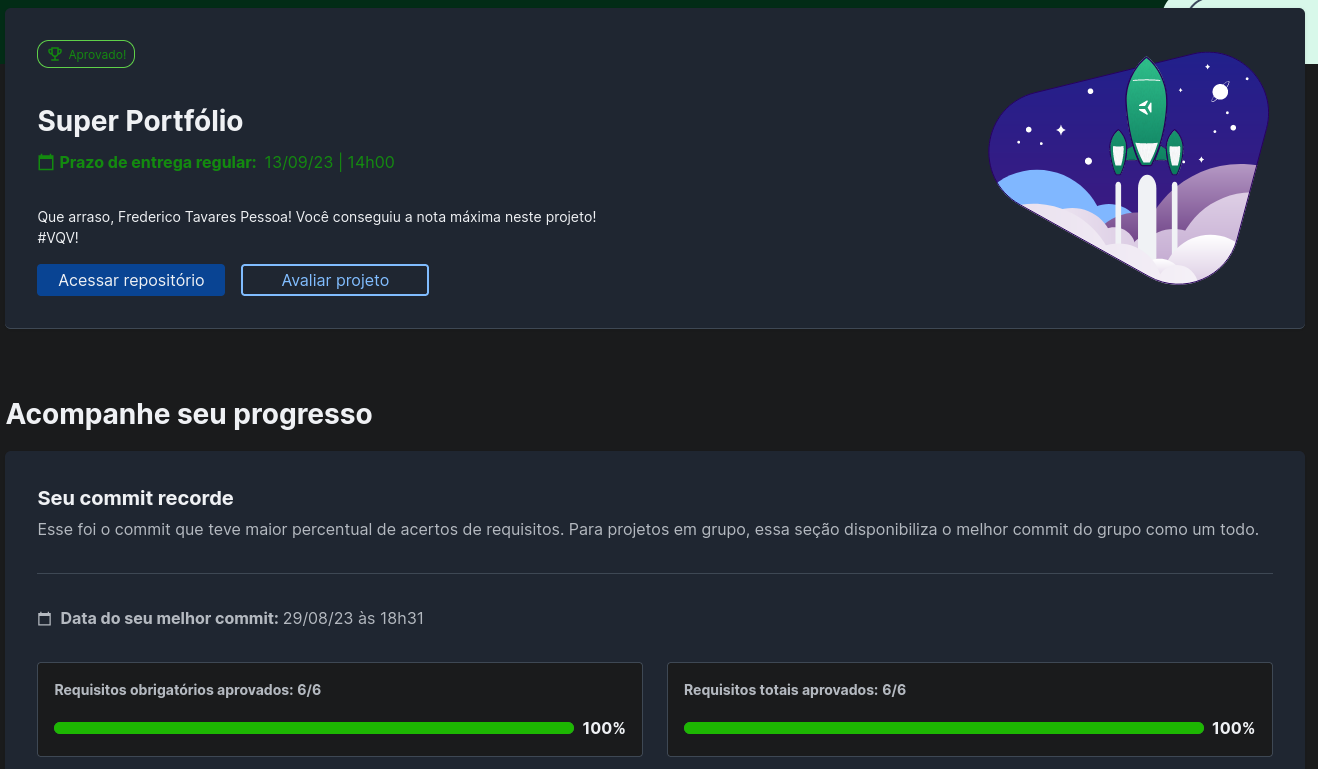 Aprovado!
Super Portfólio
Prazo de entrega regular: 13/09/23 | 14h00
Que arraso, Frederico Tavares Pessoa! Você conseguiu a nota máxima neste projeto!
#VQV!
Acessar repositório
Avaliar projeto
Acompanhe seu progresso
Seu commit recorde
Esse foi o commit que teve maior percentual de acertos de requisitos. Para projetos em grupo, essa seção disponibiliza o melhor commit do grupo como um todo.
Data do seu melhor commit: 29/08/23 às 18h31
Requisitos obrigatórios aprovados: 6/6
100%
Requisitos totais aprovados: 6/6
100%